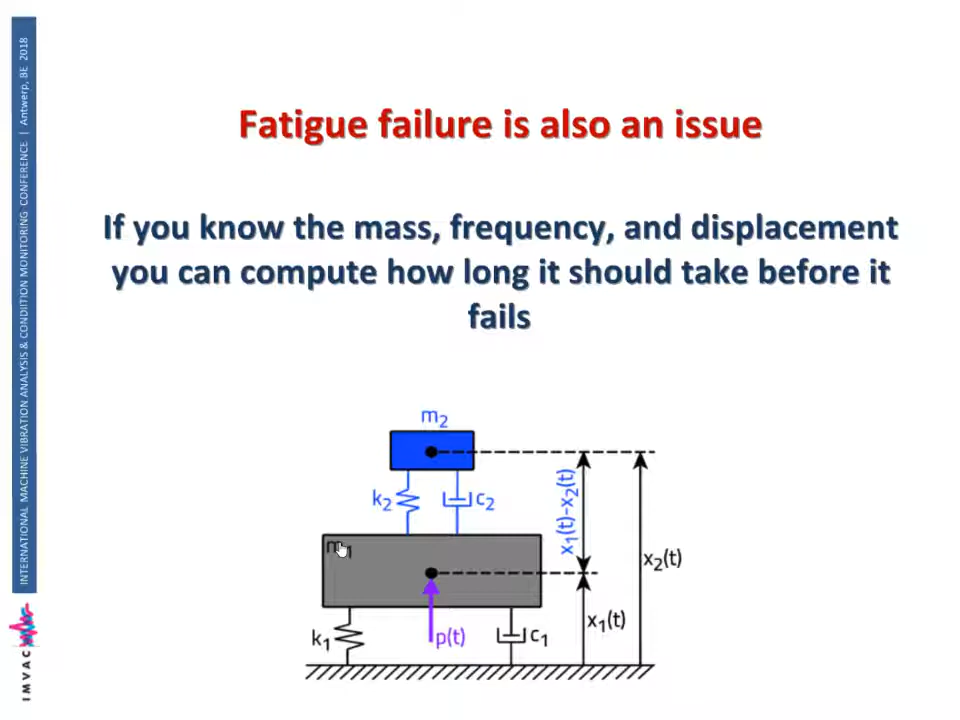 INTERNATIONAL MACHINE VIBRATION ANALYSIS & CONDIITION MONITORING CONFERENCE | Antwerp, BE 2018
IMVAC
Fatigue failure is also an issue
If you know the mass, frequency, and displacement
you can compute how long it should take before it
fails
m2
k2
c2
x1(t)-x2(t)
m1
x2(t)
x1(t)
k1
p(t)
c1